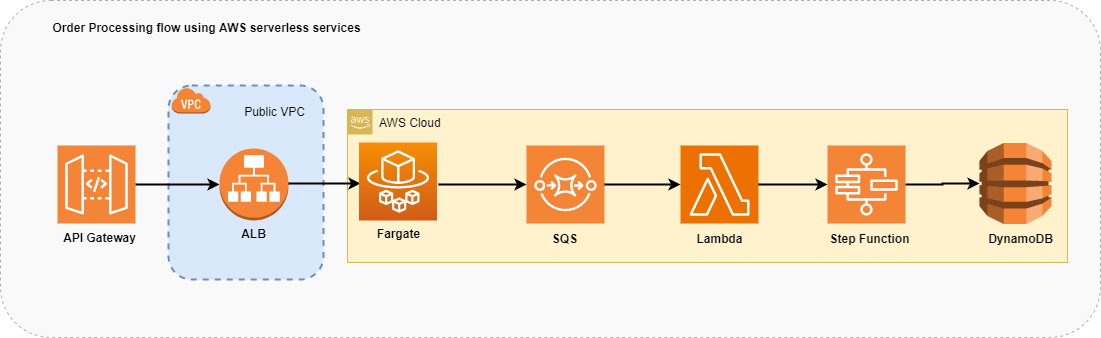 Order Processing flow using AWS serverless services
VPC
Public VPC
aws
AWS Cloud
API Gateway
ALB
Fargate
SQS
Lambda
Step Function
DynamoDB